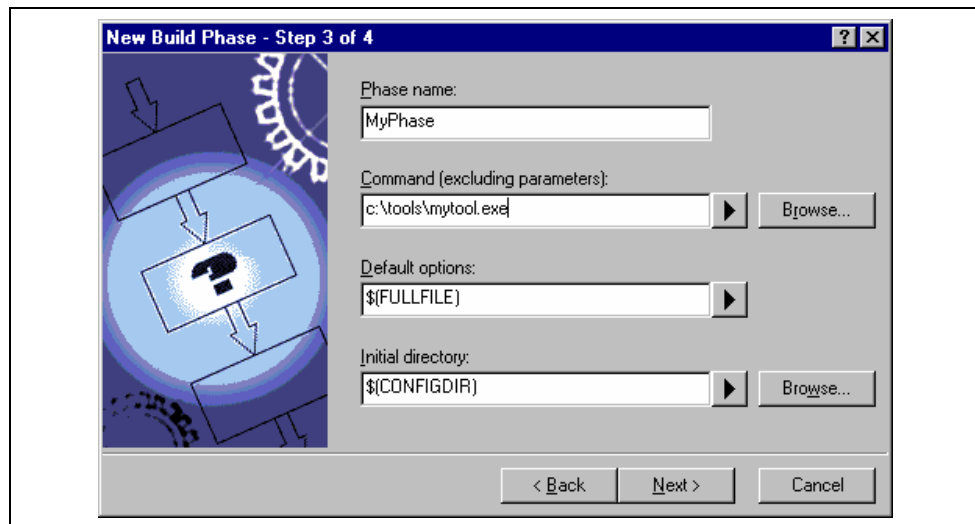 New Build Phase - Step 3 of 4
Phase name:
MyPhase
Command (excluding parameters):
c:\tools\mytool.exe
Browse...
Default options:
$(FULLFILE)
Initial directory:
$(CONFIGDIR)
Browse...
< Back
Next >
Cancel